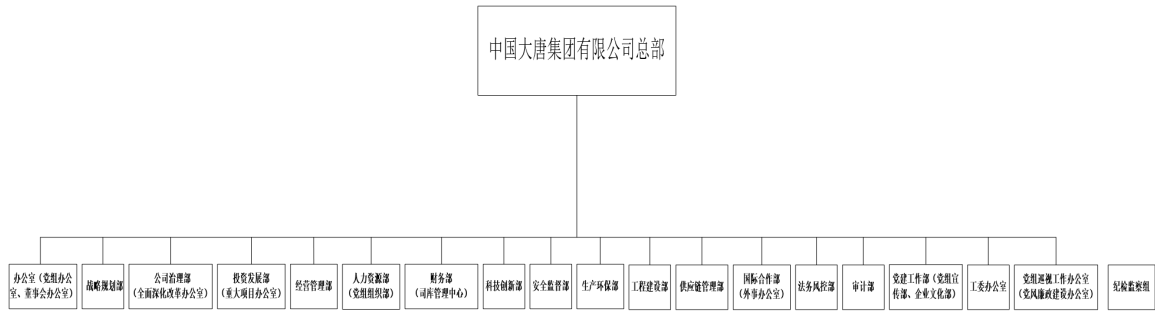 中国大唐集团有限公司总部
办公室（党组办公
室、董事会办公室）
战略规划部
公司治理部
（全面深化改革办公室）
投资发展部
（重大项目办公室）
经营管理部
人力资源部
（党组组织部）
财务部
（司库管理中心）
科技创新部
安全监督部
生产环保部
工程建设部
供应链管理部
国际合作部
（外事办公室）
法务风控部
审计部
党建工作部（党组宣
传部、企业文化部）
工委办公室
党组巡视工作办公室
（党风廉政建设办公室）
纪检监察组